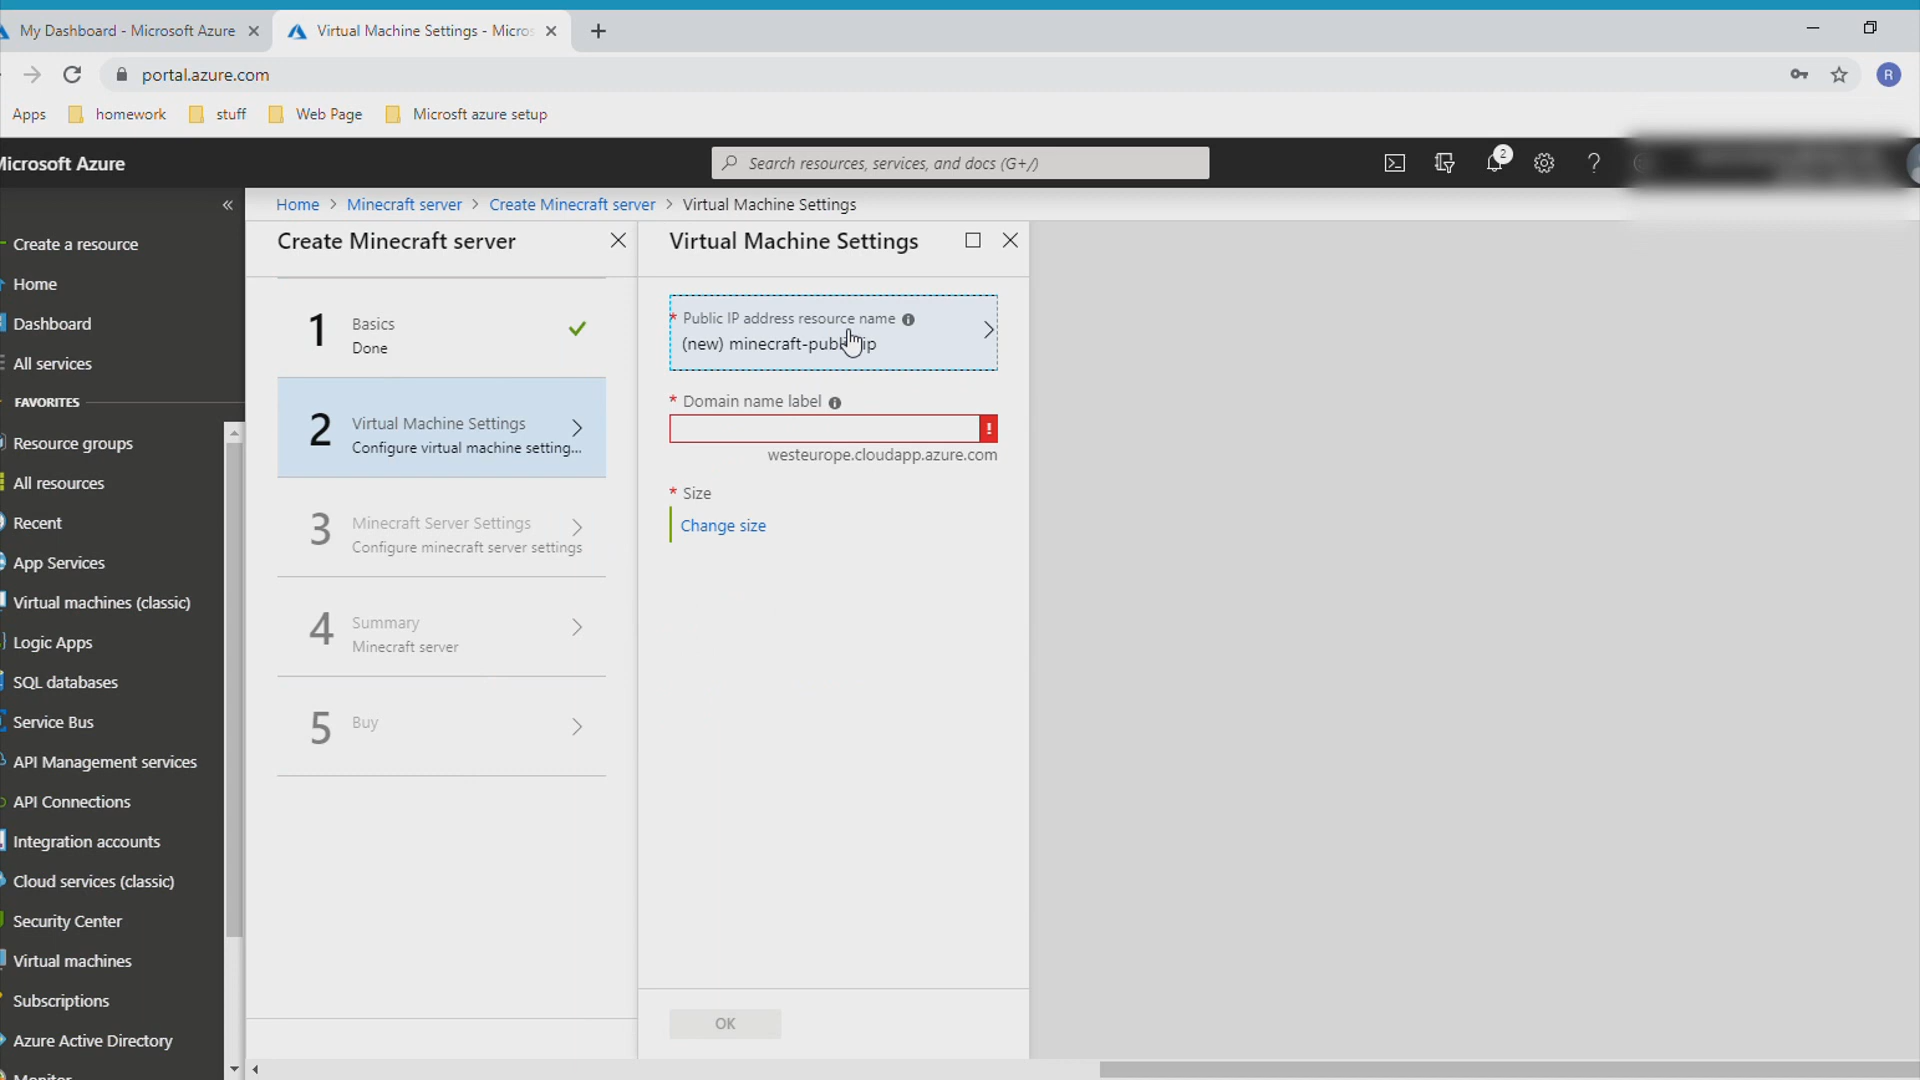 My Dashboard - Microsoft Azure
Virtual Machine Settings - Micros
portal.azure.com
R
Apps
homework
stuff
Web Page
Microsft azure setup
Microsoft Azure
Search resources, services, and docs (G+/)
2
Home > Minecraft server > Create Minecraft server > Virtual Machine Settings
Create a resource
Home
Dashboard
All services
FAVORITES
Resource groups
All resources
Recent
App Services
Virtual machines (classic)
Logic Apps
SQL databases
Service Bus
API Management services
API Connections
Integration accounts
Cloud services (classic)
Security Center
Virtual machines
Subscriptions
Azure Active Directory
Monitor
Create Minecraft server
1
Basics
Done
2
Virtual Machine Settings
Configure virtual machine setting...
3
Minecraft Server Settings
Configure minecraft server settings
4
Summary
Minecraft server
5
Buy
Virtual Machine Settings
* Public IP address resource name
(new) minecraft-public-ip
* Domain name label
!
westeurope.cloudapp.azure.com
* Size
Change size
OK